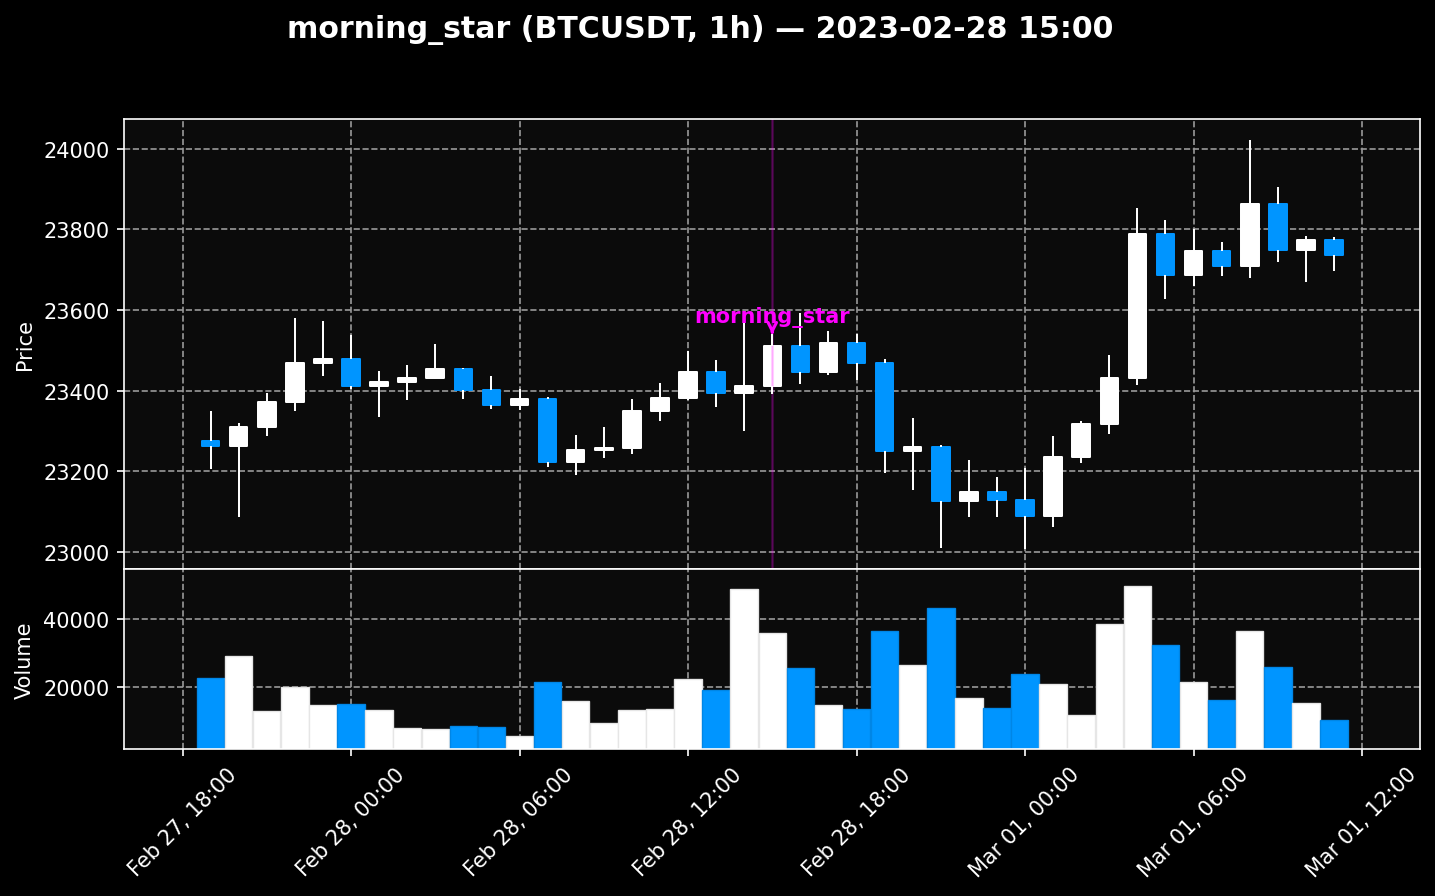 morning_star (BTCUSDT, 1h) — 2023-02-28 15:00
24000
23800
23600
23400
23200
23000
Price
morning_star
40000
20000
Volume
Feb 27, 18:00
Feb 28, 00:00
Feb 28, 06:00
Feb 28, 12:00
Feb 28, 18:00
Mar 01, 00:00
Mar 01, 06:00
Mar 01, 12:00